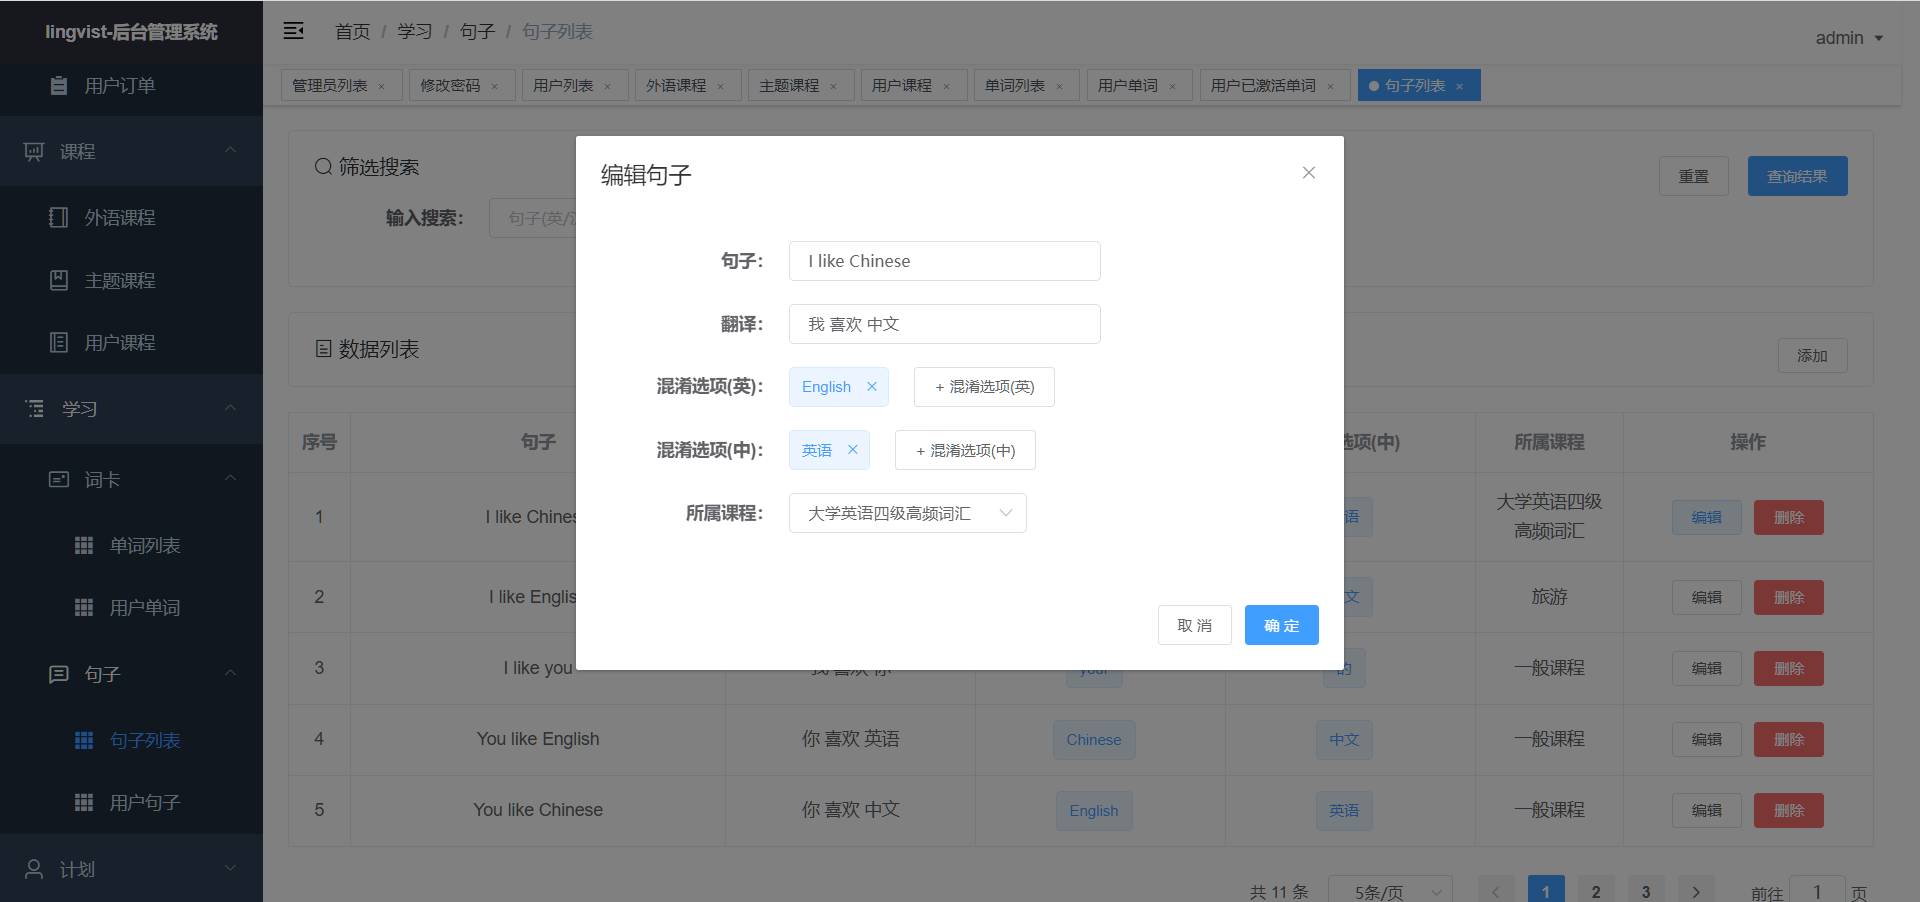 lingvist-后台管理系统
用户订单
课程
外语课程
主题课程
用户课程
学习
词卡
单词列表
用户单词
句子
句子列表
用户句子
计划
首页 / 学习 / 句子 / 句子列表
admin
管理员列表 ×
修改密码 ×
用户列表 ×
外语课程 ×
主题课程 ×
用户课程 ×
单词列表 ×
用户单词 ×
用户已激活单词 ×
句子列表 ×
筛选搜索
重置
查询结果
输入搜索：
句子(英/
数据列表
添加
编辑句子
句子：
I like Chinese
翻译：
我 喜欢 中文
混淆选项(英)：
English
+ 混淆选项(英)
混淆选项(中)：
英语
+ 混淆选项(中)
所属课程：
大学英语四级高频词汇
取 消
确 定
序号 句子 选项(中) 所属课程 操作
1 I like Chines 语 大学英语四级高频词汇 编辑 删除
2 I like Englis 文 旅游 编辑 删除
3 I like you 我 喜欢 你 your 的 一般课程 编辑 删除
4 You like English 你 喜欢 英语 Chinese 中文 一般课程 编辑 删除
5 You like Chinese 你 喜欢 中文 English 英语 一般课程 编辑 删除
共 11 条
5条/页
1 2 3
前往 1 页